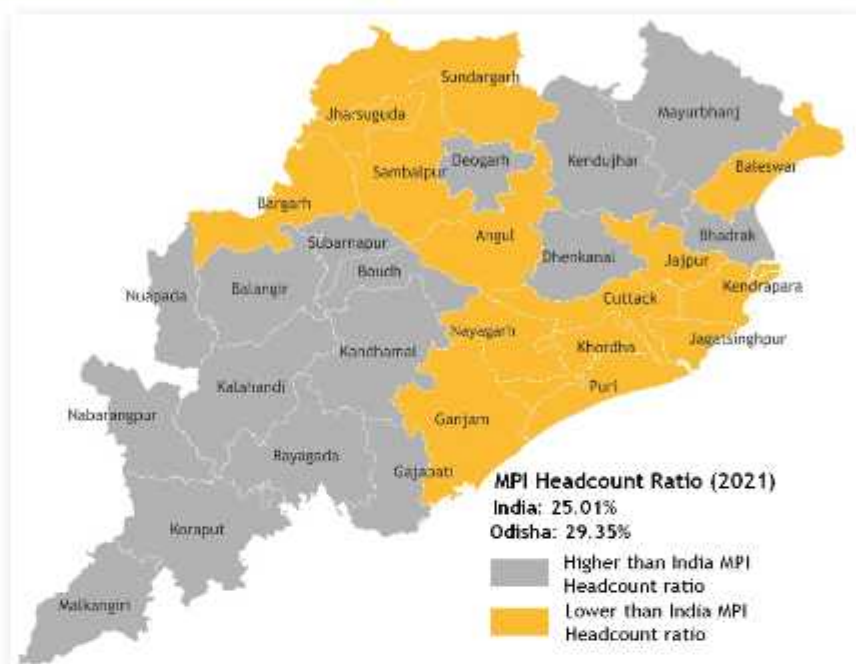 Sundargarh
Mayurbhanj
Jharsuguda
Deogarh
Kendujhar
Baleswar
Sambalpur
Bargarh
Angul
Bhadrak
Subarnapur
Dhenkanal
Jajpur
Boudh
Kendrapara
Nuapada
Balangir
Cuttack
Nayagarh
Jagatsinghpur
Khordha
Kandhamal
Puri
Kalahandi
Nabarangpur
Ganjam
Rayagada
Gajapati
MPI Headcount Ratio (2021)
India: 25.01%
Odisha: 29.35%
Koraput
Higher than India MPI
Headcount ratio
Malkangiri
Lower than India MPI
Headcount ratio